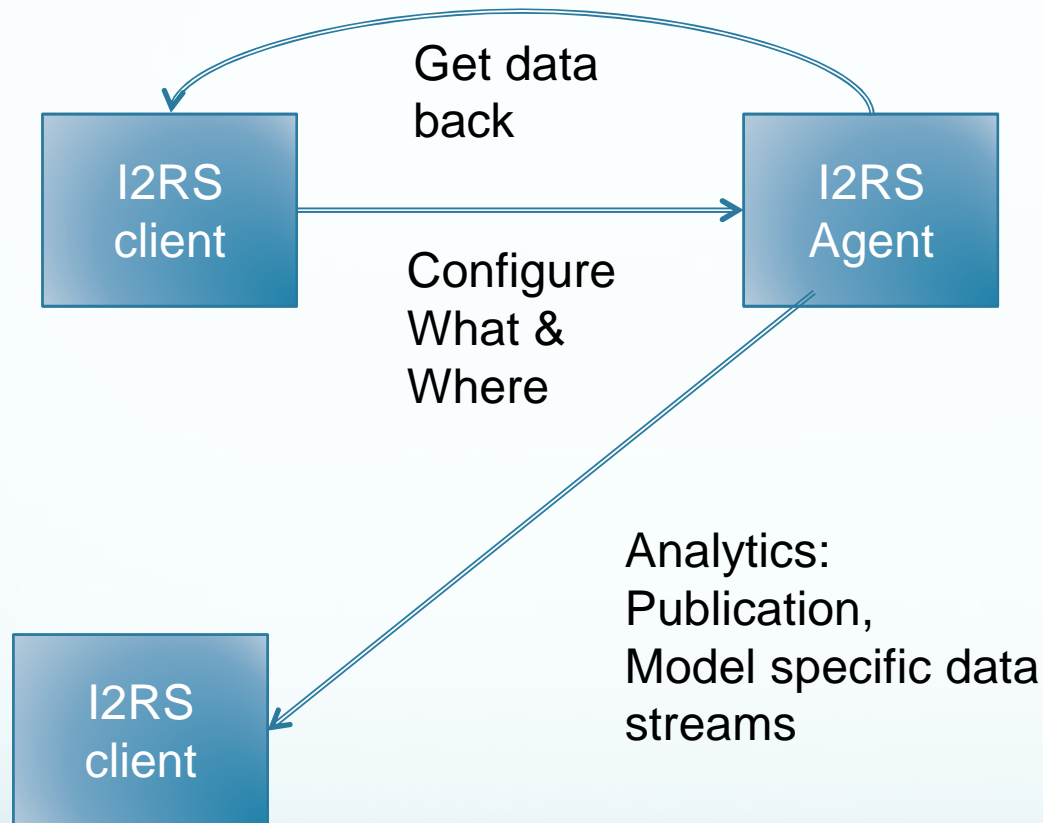 Get data
back
I2RS
client
I2RS
Agent
Configure
What &
Where
Analytics:
Publication,
Model specific data
streams
I2RS
client